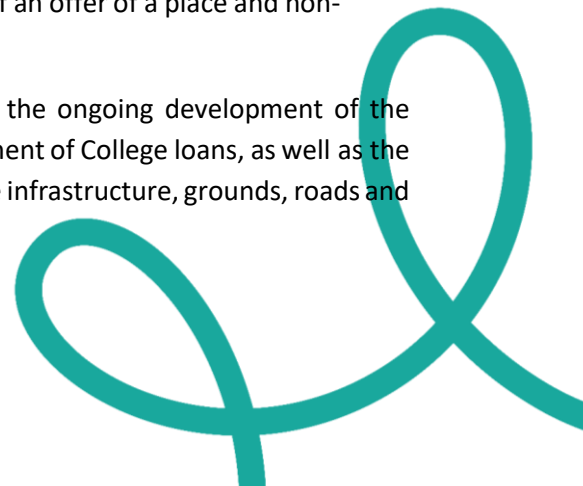 an offer of a place and non-
the ongoing development of the
of College loans, as well as the
infrastructure, grounds, roads and